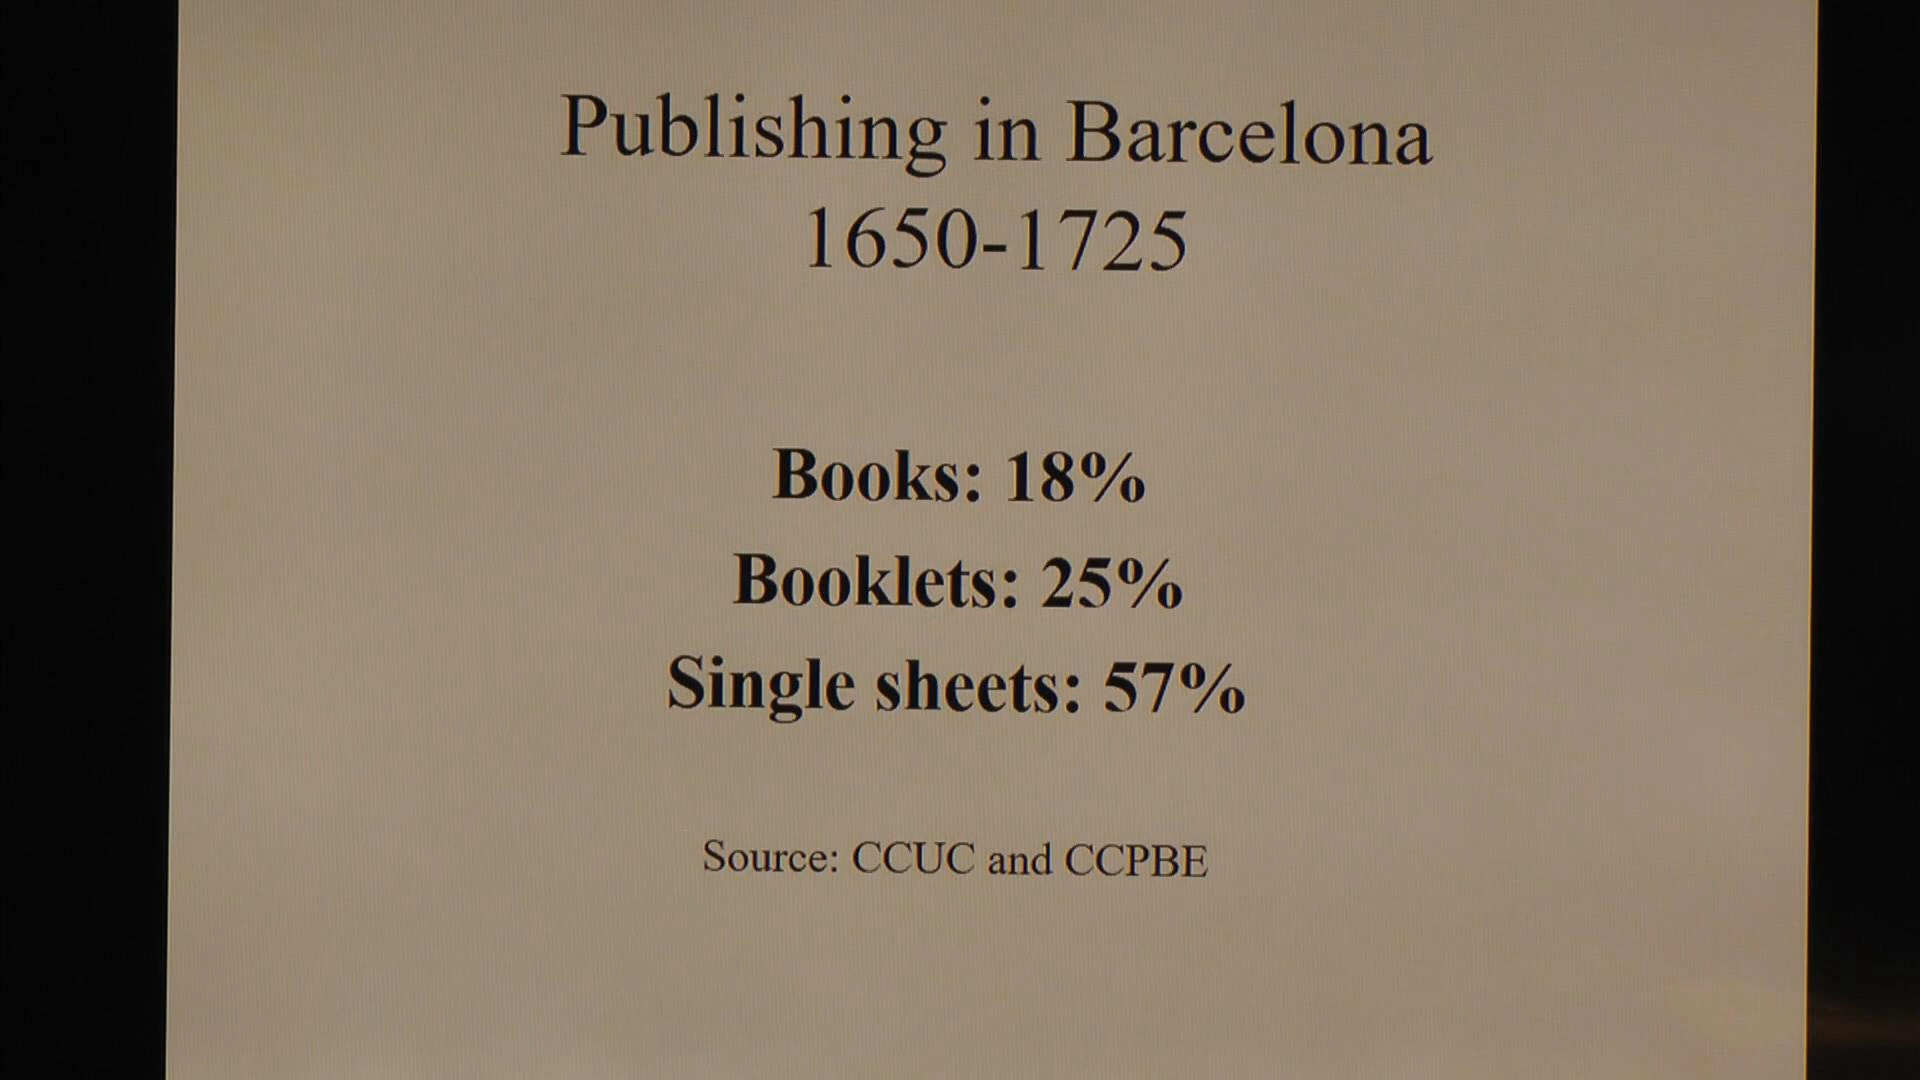 Publishing in Barcelona
1650-1725
Books: 18%
Booklets: 25%
Single sheets: 57%
Source: CCUC and CCPBE